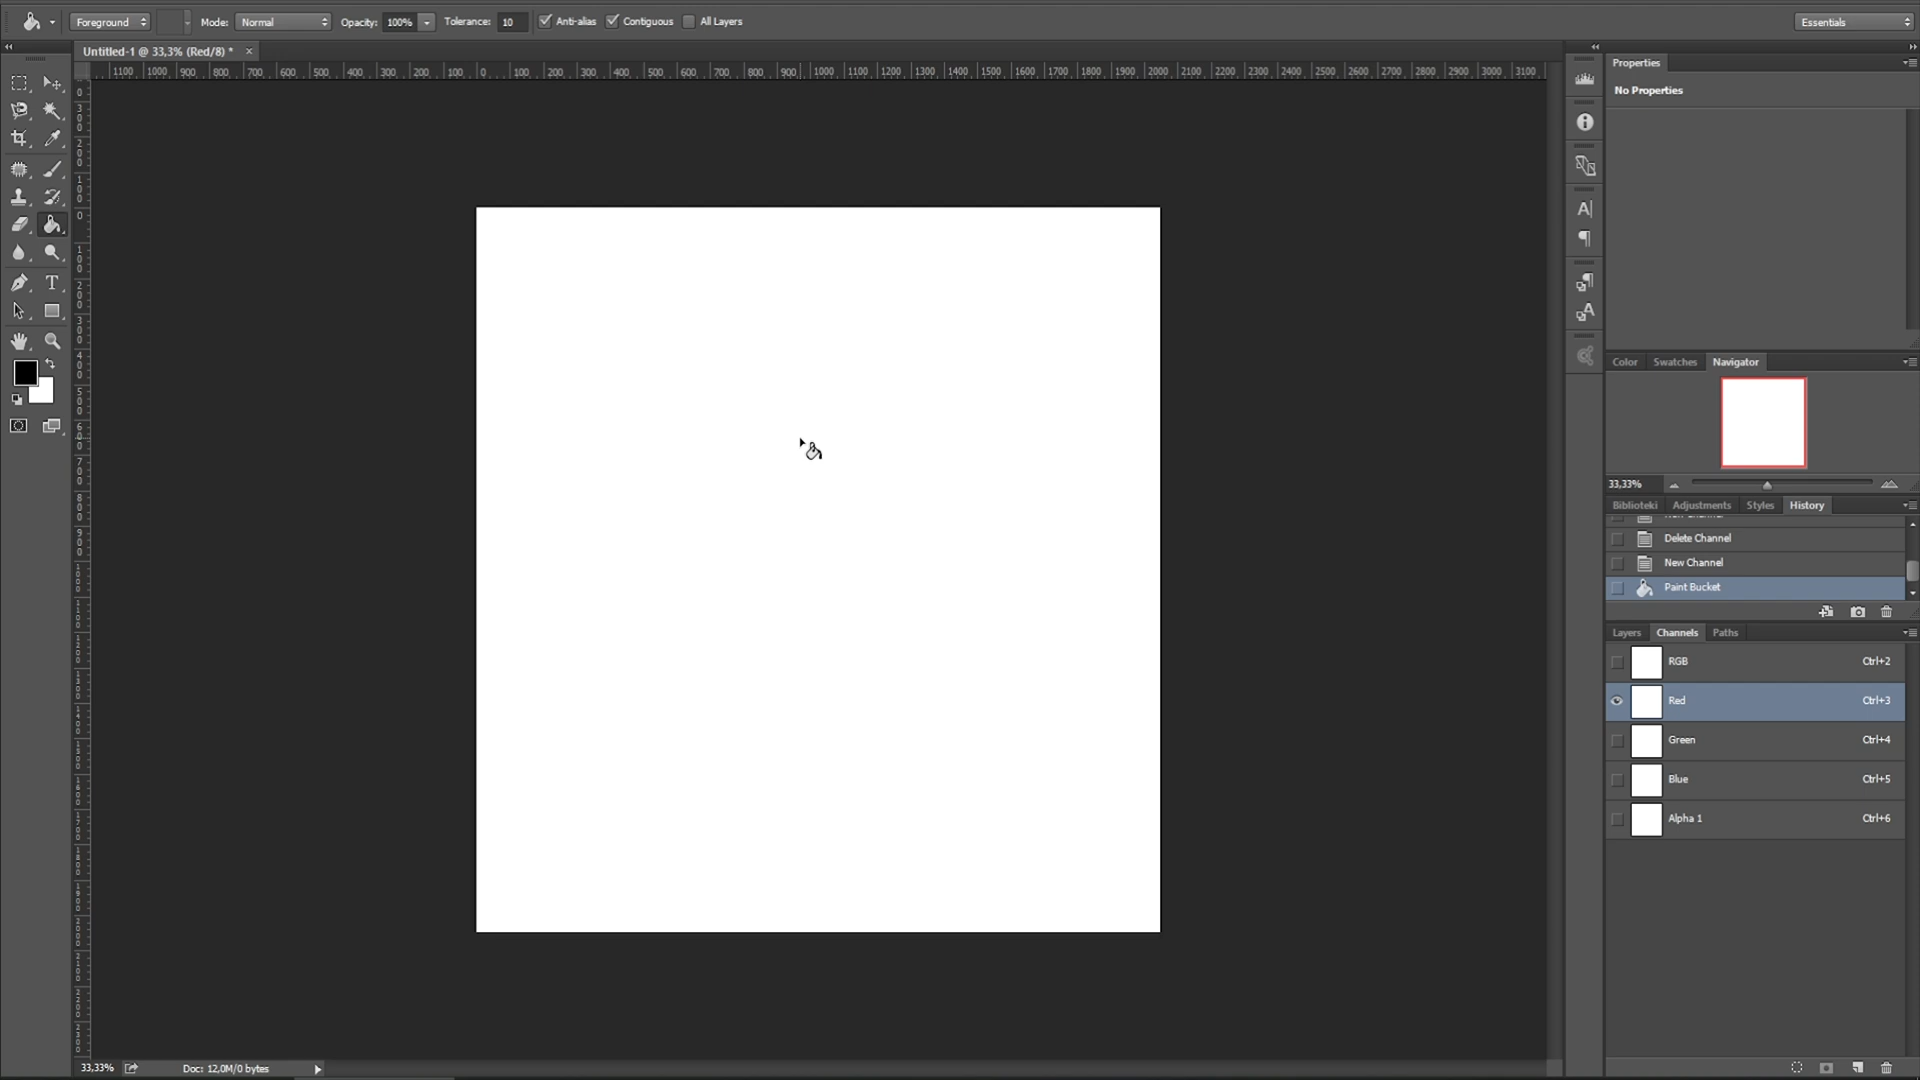 Foreground Mode: Normal Opacity: 100% Tolerance: 10 Anti-alias Contiguous All Layers Essentials
Untitled-1 @ 33,3% (Red/8) * ×
1100 1000 900 800 700 600 500 400 300 200 100 0 100 200 300 400 500 600 700 800 900 1000 1100 1200 1300 1400 1500 1600 1700 1800 1900 2000 2100 2200 2300 2400 2500 2600 2700 2800 2900 3000 3100
Properties
No Properties
Color Swatches Navigator
33,33%
Biblioteki Adjustments Styles History
Delete Channel
New Channel
Paint Bucket
Layers Channels Paths
RGB Ctrl+2
Red Ctrl+3
Green Ctrl+4
Blue Ctrl+5
Alpha 1 Ctrl+6
33,33% Doc: 12,0M/0 bytes